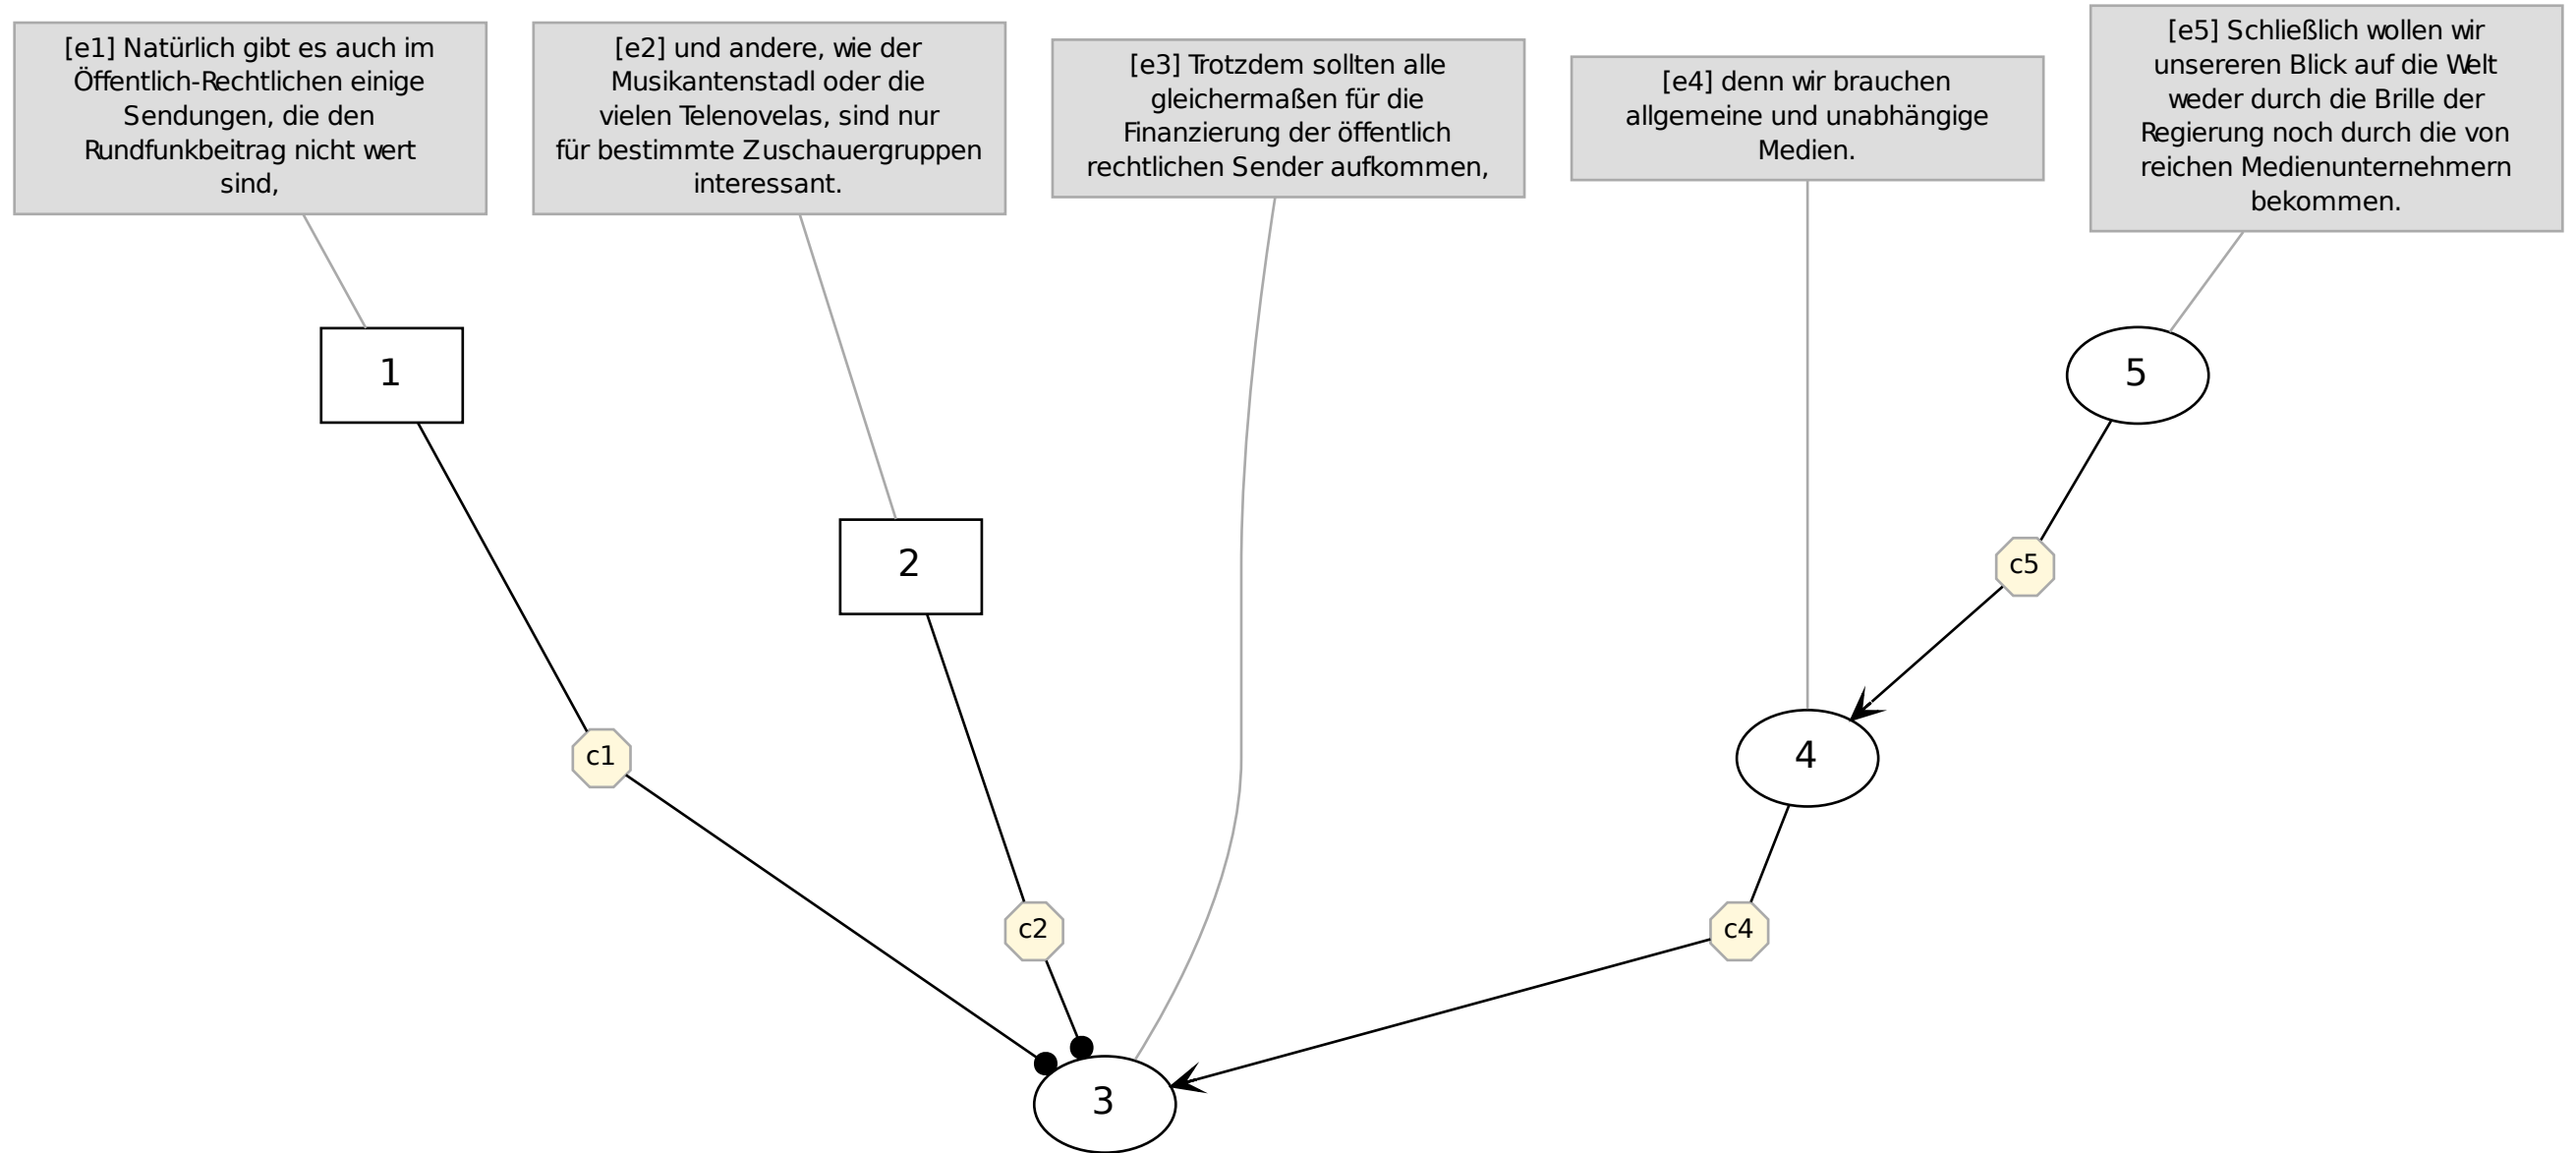 [e1] Natürlich gibt es auch im
Öffentlich-Rechtlichen einige
Sendungen, die den
Rundfunkbeitrag nicht wert
sind,
[e2] und andere, wie der
Musikantenstadl oder die
vielen Telenovelas, sind nur
für bestimmte Zuschauergruppen
interessant.
[e3] Trotzdem sollten alle
gleichermaßen für die
Finanzierung der öffentlich
rechtlichen Sender aufkommen,
[e4] denn wir brauchen
allgemeine und unabhängige
Medien.
[e5] Schließlich wollen wir
unsereren Blick auf die Welt
weder durch die Brille der
Regierung noch durch die von
reichen Medienunternehmern
bekommen.
1
5
2
c5
c1
4
c2
c4
3